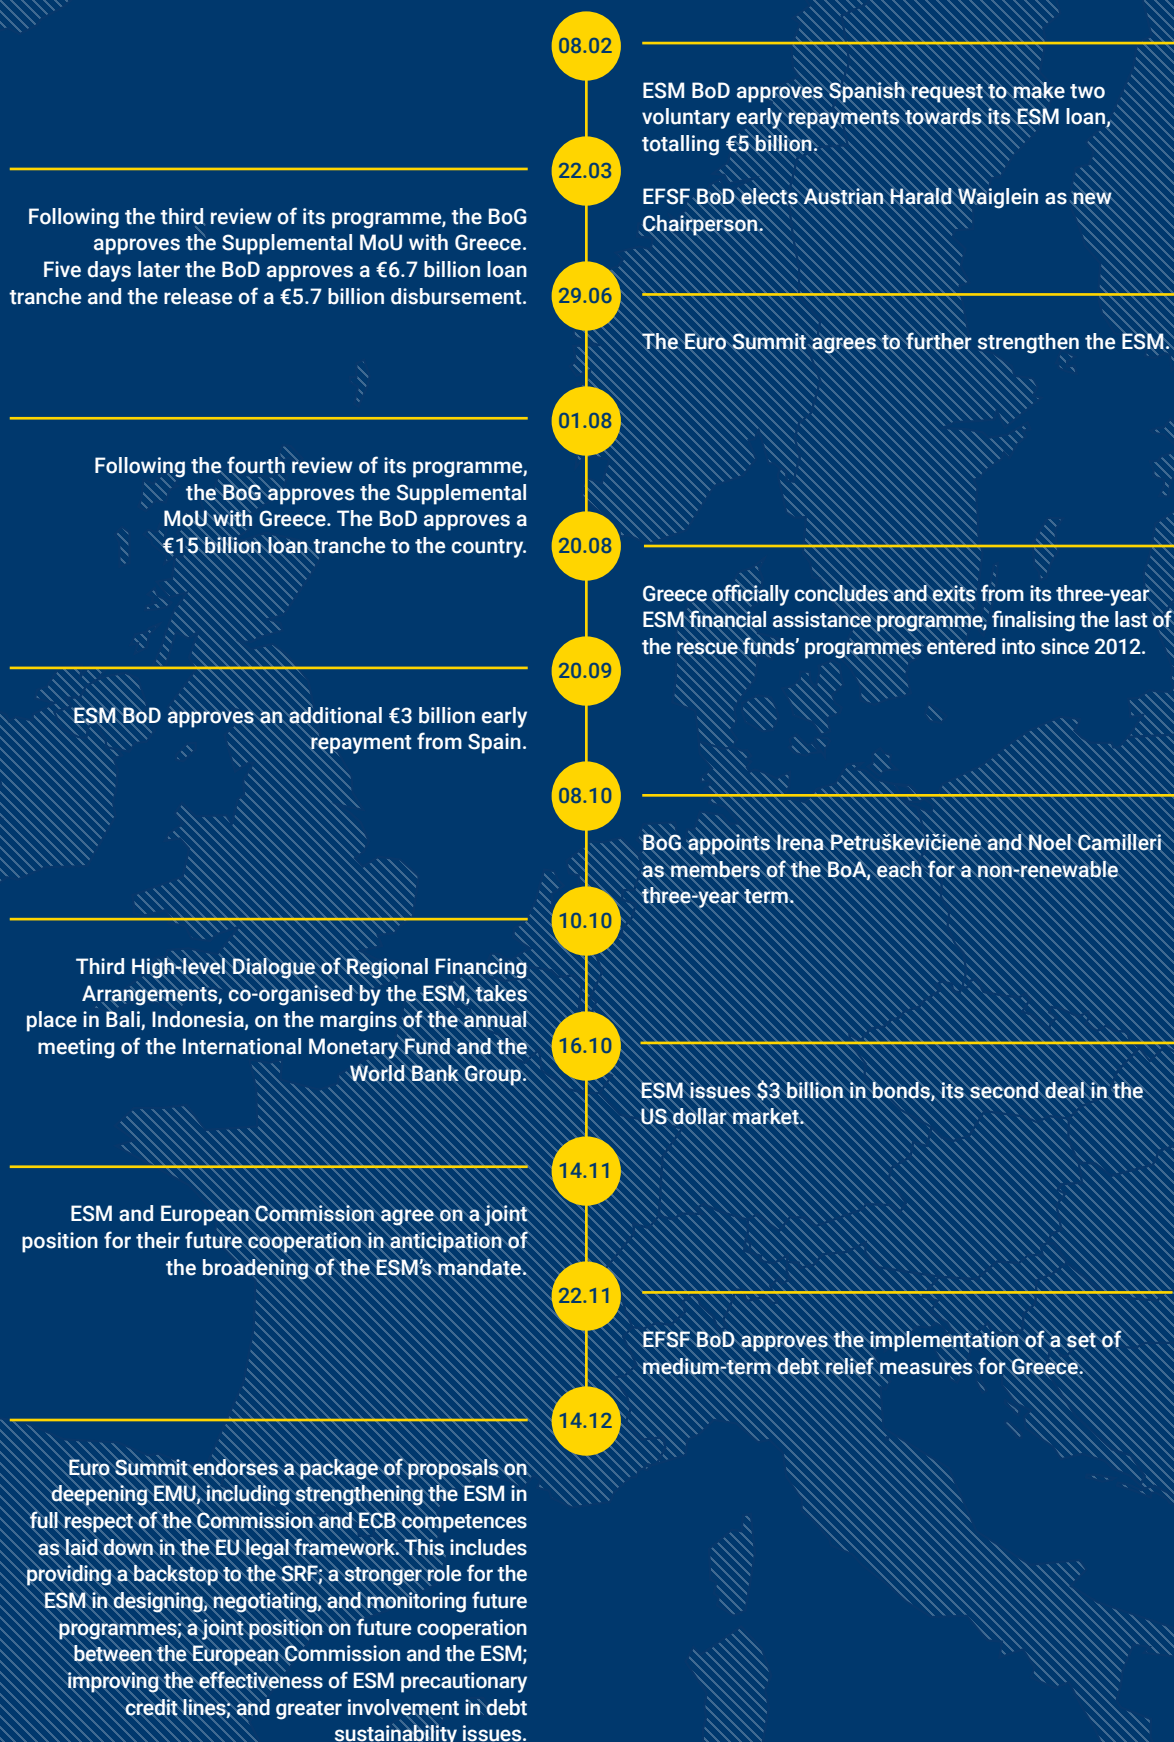 08.02
ESM BoD approves Spanish request to make two
voluntary early repayments towards its ESM loan,
totalling €5 billion.
EFSF BoD elects Austrian Harald Waiglein as new
Chairperson.
22.03
Following the third review of its programme, the BoG
approves the Supplemental MoU with Greece.
Five days later the BoD approves a €6.7 billion loan
tranche and the release of a €5.7 billion disbursement.
29.06
The Euro Summit agrees to further strengthen the ESM.
01.08
Following the fourth review of its programme,
the BoG approves the Supplemental
MoU with Greece. The BoD approves a
€15 billion loan tranche to the country.
20.08
Greece officially concludes and exits from its three-year
ESM financial assistance programme, finalising the last of
the rescue funds’ programmes entered into since 2012.
20.09
ESM BoD approves an additional €3 billion early
repayment from Spain.
08.10
BoG appoints Irena Petruškevičienė and Noel Camilleri
as members of the BoA, each for a non-renewable
three-year term.
10.10
Third High-level Dialogue of Regional Financing
Arrangements, co-organised by the ESM, takes
place in Bali, Indonesia, on the margins of the annual
meeting of the International Monetary Fund and the
World Bank Group.
16.10
ESM issues $3 billion in bonds, its second deal in the
US dollar market.
14.11
ESM and European Commission agree on a joint
position for their future cooperation in anticipation of
the broadening of the ESM’s mandate.
22.11
EFSF BoD approves the implementation of a set of
medium-term debt relief measures for Greece.
14.12
Euro Summit endorses a package of proposals on
deepening EMU, including strengthening the ESM in
full respect of the Commission and ECB competences
as laid down in the EU legal framework. This includes
providing a backstop to the SRF; a stronger role for the
ESM in designing, negotiating, and monitoring future
programmes; a joint position on future cooperation
between the European Commission and the ESM;
improving the effectiveness of ESM precautionary
credit lines; and greater involvement in debt
sustainability issues.